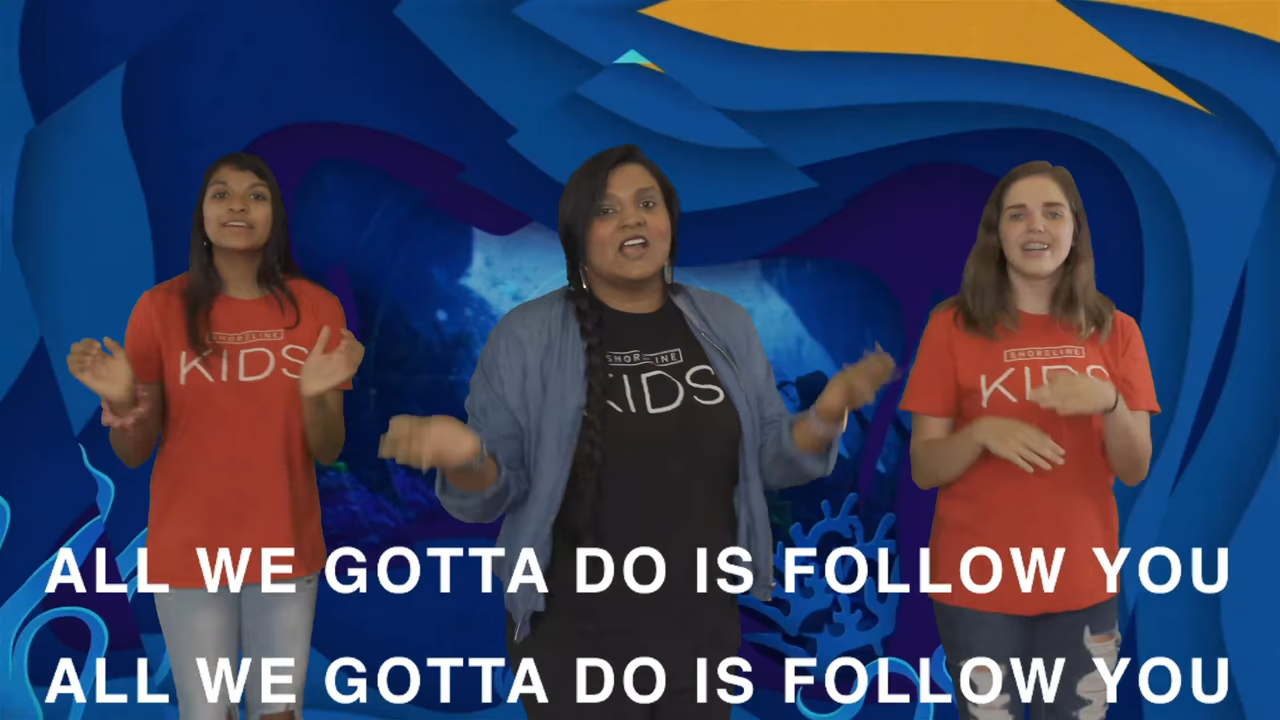 SHORELINE
KIDS
SHORELINE
KIDS
SHORELINE
KIDS
ALL WE GOTTA DO IS FOLLOW YOU
ALL WE GOTTA DO IS FOLLOW YOU